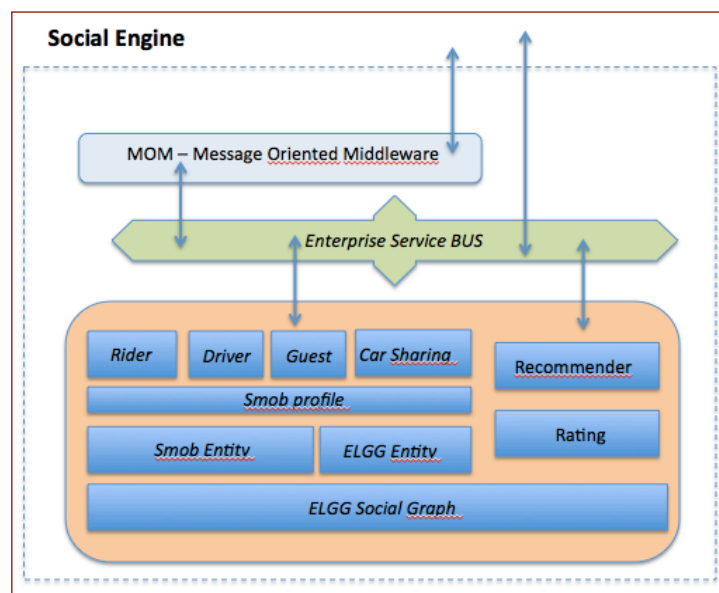 Social Engine
MOM – Message Oriented Middleware
Enterprise Service BUS
Rider
Driver
Guest
Car Sharing
Recommender
Smob profile
Rating
Smob Entity
ELGG Entity
ELGG Social Graph